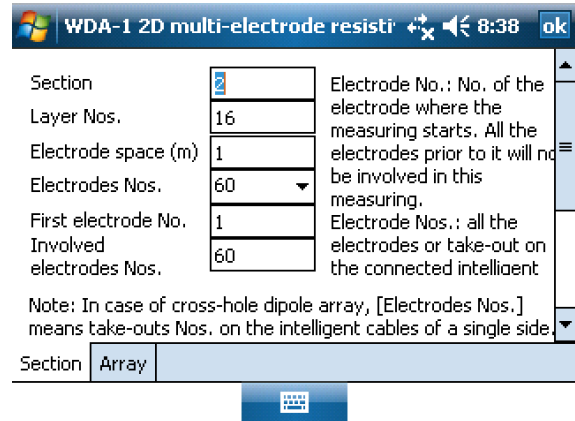 WDA-1 2D multi-electrode resisti 8:38 ok
Section 2
Layer Nos. 16
Electrode space (m) 1
Electrodes Nos. 60
First electrode No. 1
Involved
electrodes Nos. 60
Electrode No.: No. of the
electrode where the
measuring starts. All the
electrodes prior to it will no
be involved in this
measuring.
Electrode Nos.: all the
electrodes or take-out on
the connected intelligent
Note: In case of cross-hole dipole array, [Electrodes Nos.]
means take-outs Nos. on the intelligent cables of a single side.
Section Array